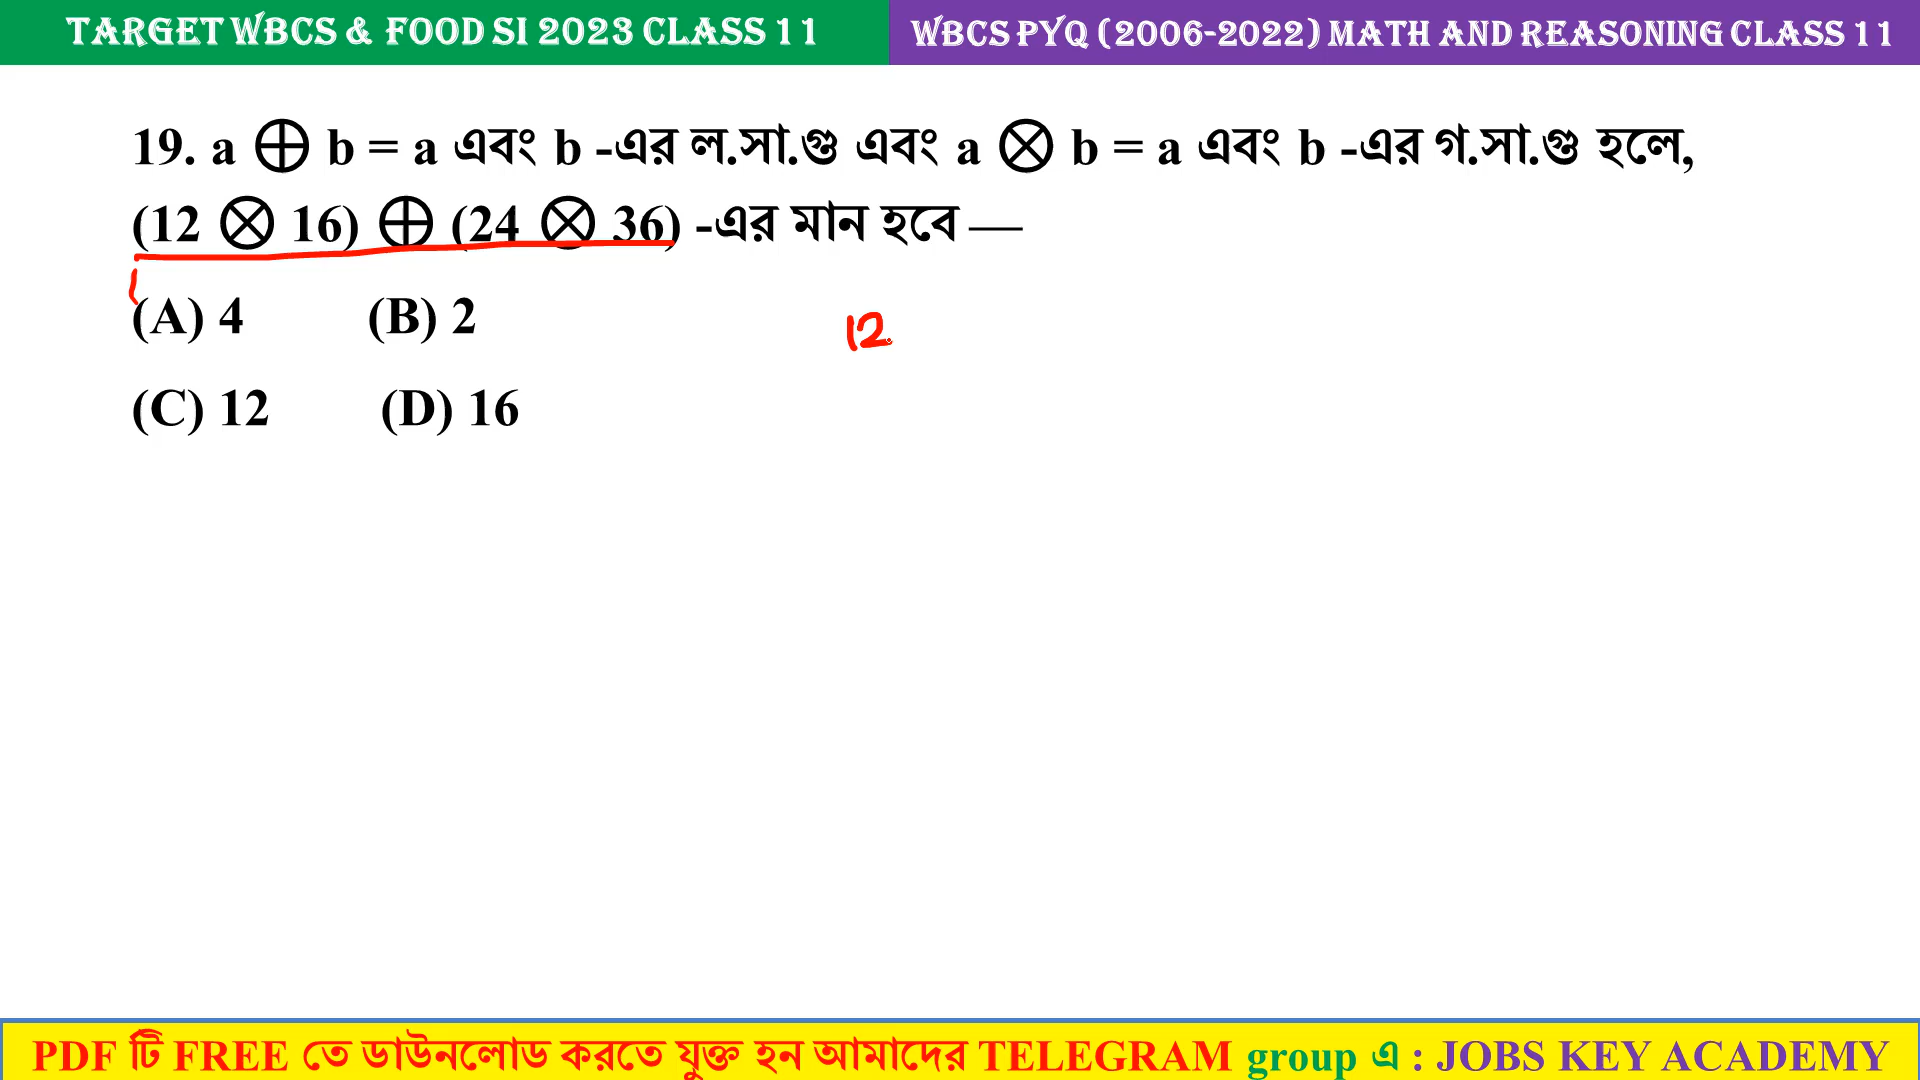 TARGET WBCS & FOOD SI 2023 CLASS 11
WBCS PYQ (2006-2022) MATH AND REASONING CLASS 11
19. a ⊕ b = a এবং b -এর ল.সা.গু এবং a ⊗ b = a এবং b -এর গ.সা.গু হলে,
(12 ⊗ 16) ⊕ (24 ⊗ 36) -এর মান হবে —
(A) 4 (B) 2
12
(C) 12 (D) 16
PDF টি FREE তে ডাউনলোড করতে যুক্ত হন আমাদের TELEGRAM group এ : JOBS KEY ACADEMY